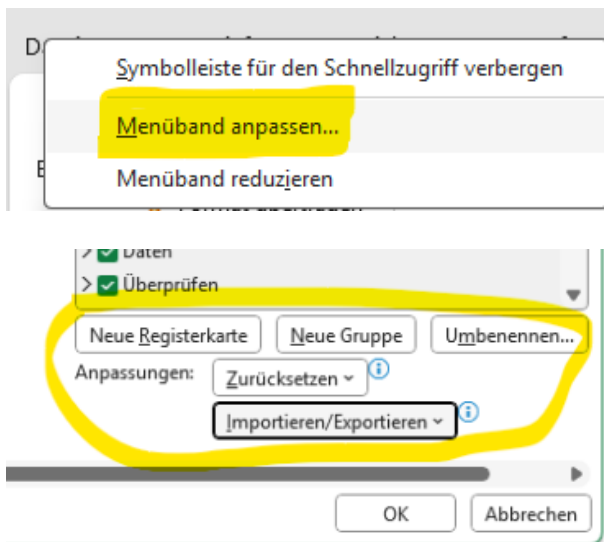 Symbolleiste für den Schnellzugriff verbergen
Menüband anpassen...
Menüband reduzieren
Daten
Überprüfen
Neue Registerkarte Neue Gruppe Umbenennen...
Anpassungen: Zurücksetzen
Importieren/Exportieren
OK Abbrechen